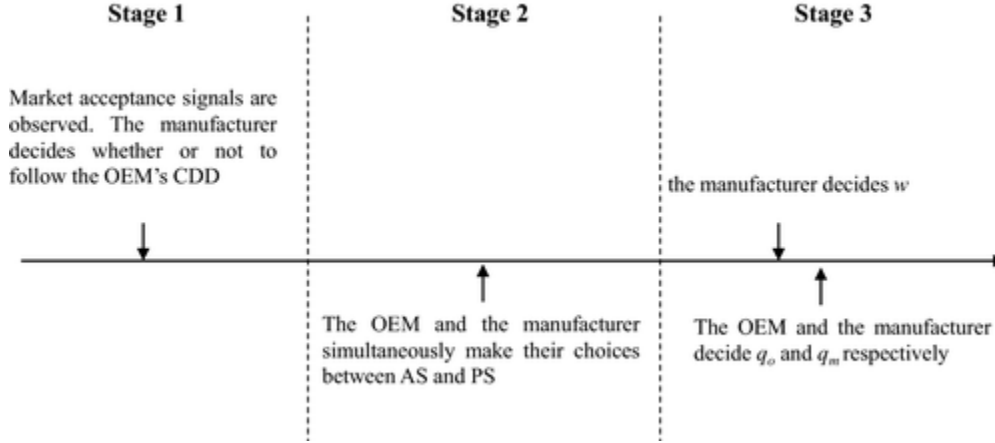 Stage 1
Stage 2
Stage 3
Market acceptance signals are
observed. The manufacturer
decides whether or not to
follow the OEM's CDD
the manufacturer decides w
The OEM and the manufacturer
simultaneously make their choices
between AS and PS
The OEM and the manufacturer
decide qₒ and qₘ respectively